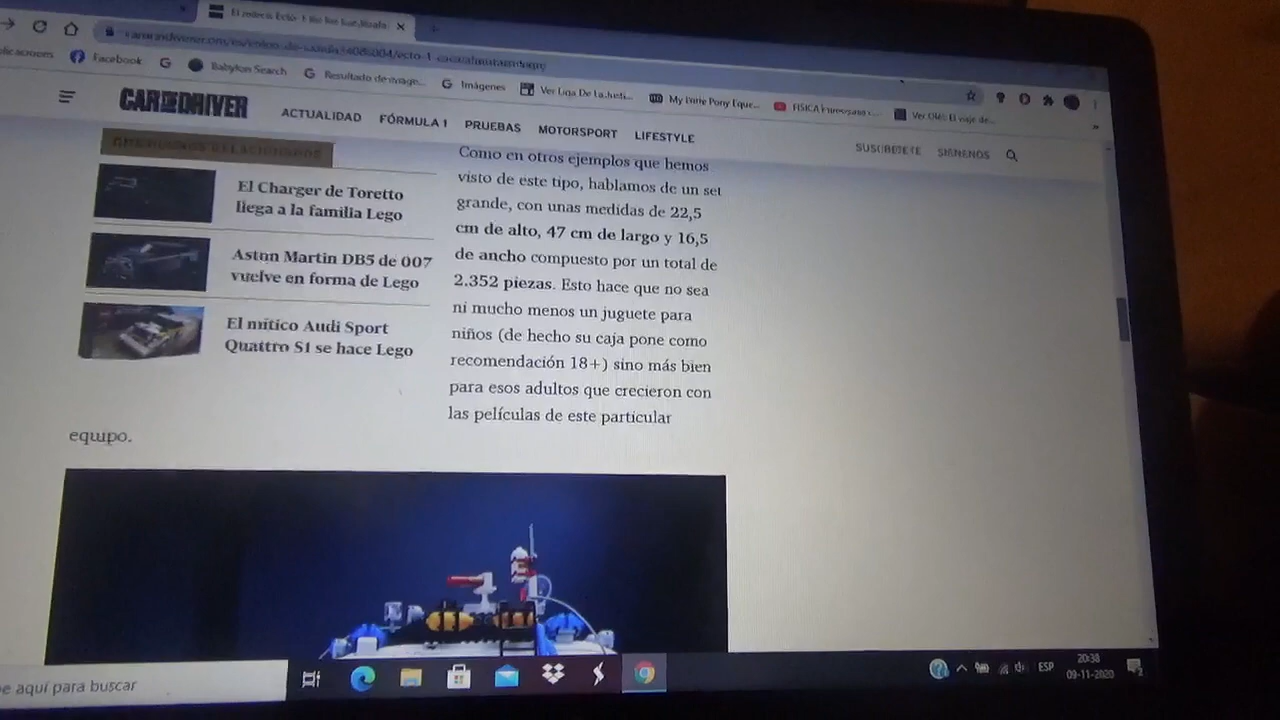 Facebook
Babylon Search
Resultado de image...
Imágenes
Ver Liga De La Justi...
My Little Pony Eque...
Ver Olé: El viaje de...
CAR AND DRIVER
ACTUALIDAD
FÓRMULA 1
PRUEBAS
MOTORSPORT
LIFESTYLE
SUSCRÍBETE
SÍGUENOS
El Charger de Toretto
llega a la familia Lego
Aston Martin DB5 de 007
vuelve en forma de Lego
El mítico Audi Sport
Quattro S1 se hace Lego
Como en otros ejemplos que hemos
visto de este tipo, hablamos de un set
grande, con unas medidas de 22,5
cm de alto, 47 cm de largo y 16,5
de ancho compuesto por un total de
2.352 piezas. Esto hace que no sea
ni mucho menos un juguete para
niños (de hecho su caja pone como
recomendación 18+) sino más bien
para esos adultos que crecieron con
las películas de este particular
equipo.
e aquí para buscar
ESP
20:38
09-11-2020